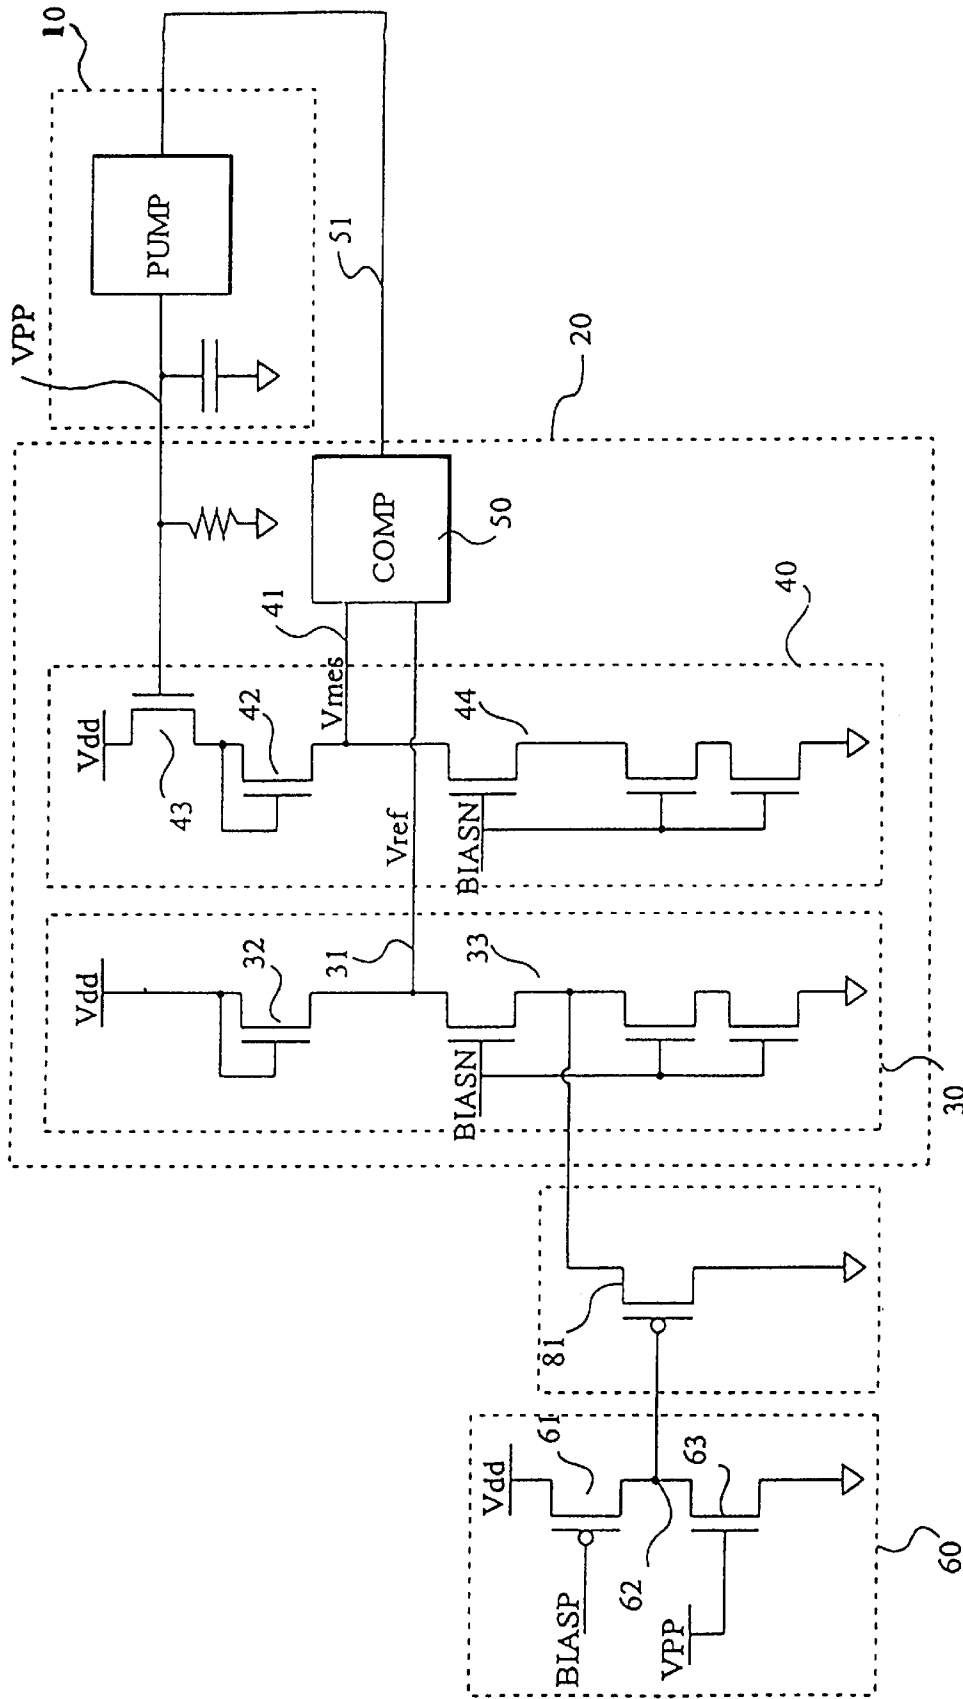 10
PUMP
VPP
51
20
COMP
50
40
41
Vmes
Vdd
43
42
44
BIASN
Vref
Vdd
32
31
33
BIASN
30
81
Vdd
61
63
62
BIASP
VPP
60